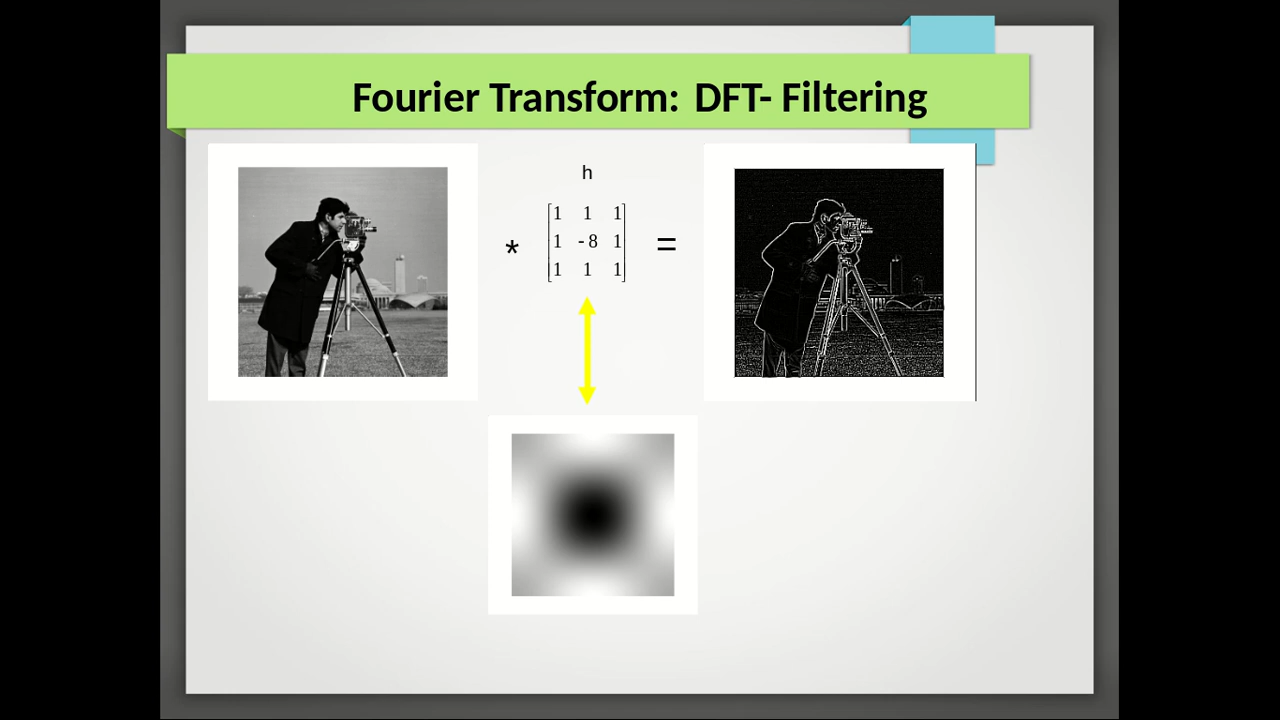 Fourier Transform: DFT- Filtering
h
* =
1 1 1
1 -8 1
1 1 1